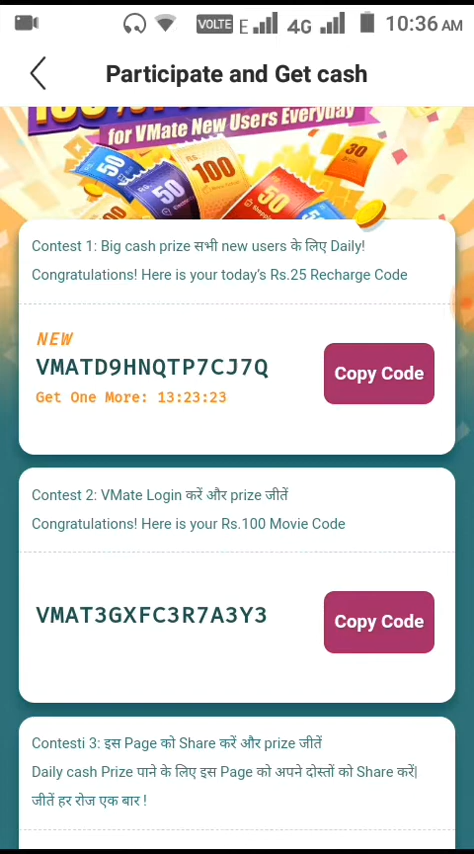 VOLTE E 4G 10:36 AM
Participate and Get cash
for VMate New Users Everyday
50
50
100
50
30
Contest 1: Big cash prize सभी new users के लिए Daily!
Congratulations! Here is your today's Rs.25 Recharge Code
NEW
VMATD9HNQTP7CJ7Q
Copy Code
Get One More: 13:23:23
Contest 2: VMate Login करें और prize जीतें
Congratulations! Here is your Rs.100 Movie Code
VMAT3GXFC3R7A3Y3
Copy Code
Contesti 3: इस Page को Share करें और prize जीतें
Daily cash Prize पाने के लिए इस Page को अपने दोस्तों को Share करें|
जीतें हर रोज एक बार !